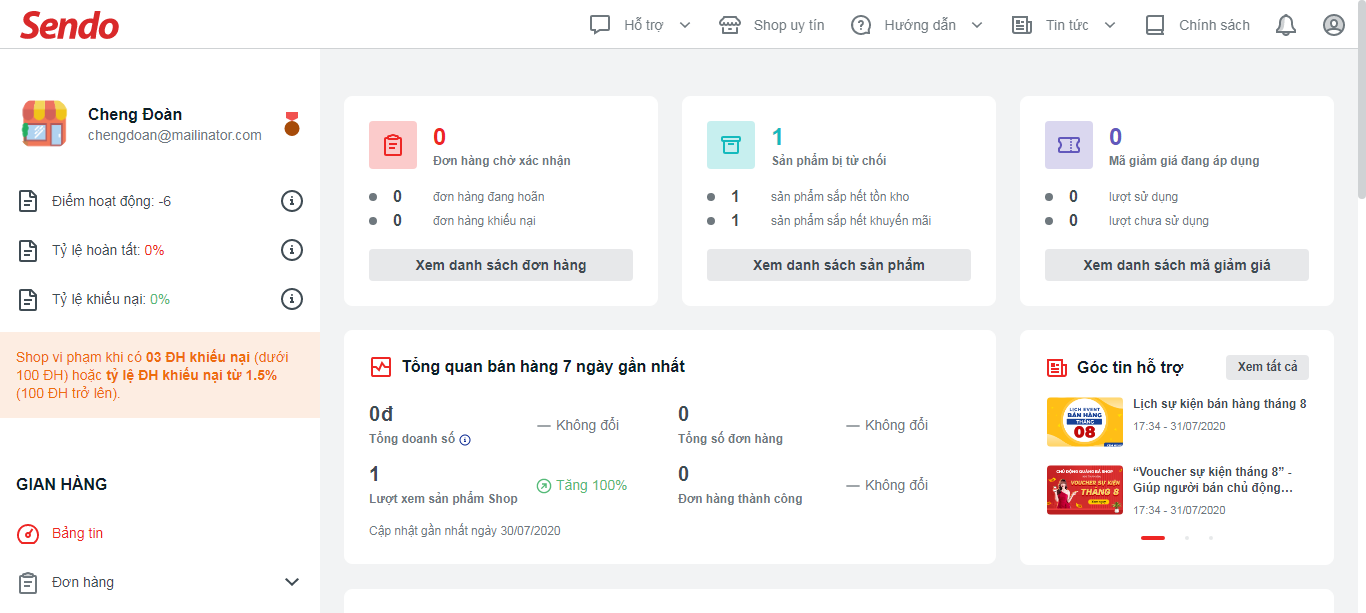 Sendo
Hỗ trợ
Shop uy tín
Hướng dẫn
Tin tức
Chính sách
Cheng Đoàn
chengdoan@mailinator.com
Điểm hoạt động: -6
Tỷ lệ hoàn tất: 0%
Tỷ lệ khiếu nại: 0%
Shop vi phạm khi có 03 ĐH khiếu nại (dưới
100 ĐH) hoặc tỷ lệ ĐH khiếu nại từ 1.5%
(100 ĐH trở lên).
GIAN HÀNG
Bảng tin
Đơn hàng
0
Đơn hàng chờ xác nhận
0 đơn hàng đang hoãn
0 đơn hàng khiếu nại
Xem danh sách đơn hàng
1
Sản phẩm bị từ chối
1 sản phẩm sắp hết tồn kho
1 sản phẩm sắp hết khuyến mãi
Xem danh sách sản phẩm
0
Mã giảm giá đang áp dụng
0 lượt sử dụng
0 lượt chưa sử dụng
Xem danh sách mã giảm giá
Tổng quan bán hàng 7 ngày gần nhất
0đ
Tổng doanh số
— Không đổi
0
Tổng số đơn hàng
— Không đổi
1
Lượt xem sản phẩm Shop
Tăng 100%
0
Đơn hàng thành công
— Không đổi
Cập nhật gần nhất ngày 30/07/2020
Góc tin hỗ trợ
Xem tất cả
LỊCH EVENT
BÁN HÀNG
THÁNG
08
Lịch sự kiện bán hàng tháng 8
17:34 - 31/07/2020
CHỦ ĐỘNG QUẢNG BÁ SHOP
VOUCHER SỰ KIỆN
THÁNG 8
“Voucher sự kiện tháng 8” -
Giúp người bán chủ động...
17:34 - 31/07/2020